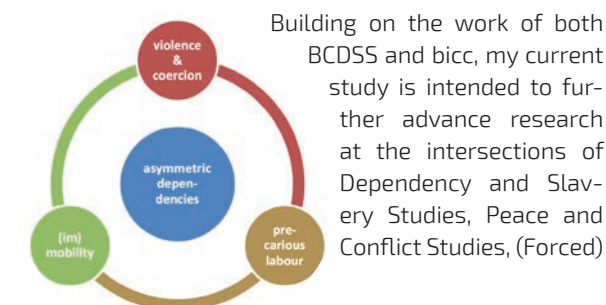 violence
&
coercion
asymmetric
depen-
dencies
(im)
mobility
pre-
carious
labour
Building on the work of both
BCDSS and bicc, my current
study is intended to fur-
ther advance research
at the intersections of
Dependency and Slav-
ery Studies, Peace and
Conflict Studies, (Forced)